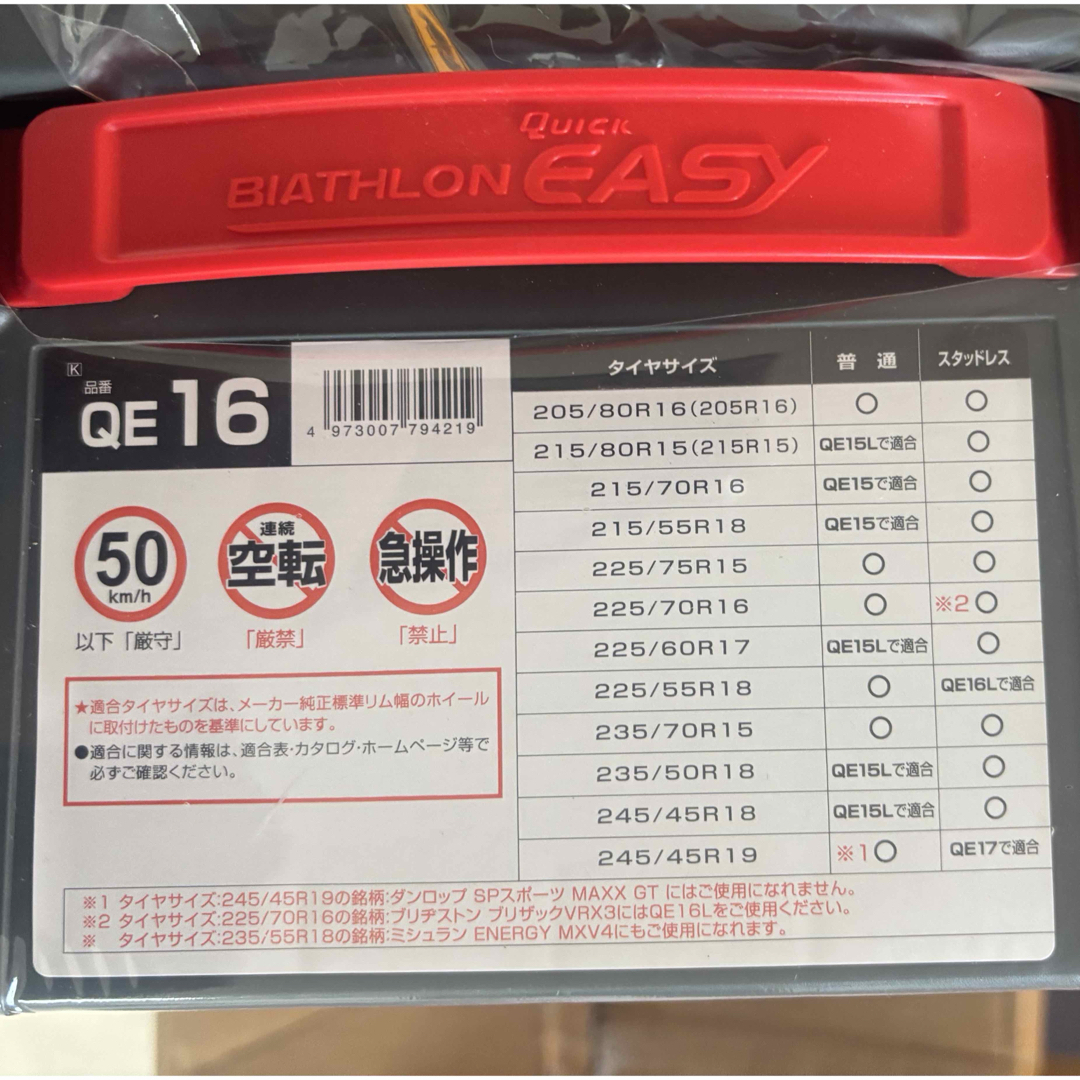 QUICK
BIATHLON EASY
K
品番
QE16
4 973007 794219
50
km/h
以下「厳守」
連続
空転
「厳禁」
急操作
「禁止」
★適合タイヤサイズは、メーカー純正標準リム幅のホイール
に取付けたものを基準にしています。
●適合に関する情報は、適合表・カタログ・ホームページ等で
必ずご確認ください。
タイヤサイズ 普通 スタッドレス
205/80R16(205R16) ○ ○
215/80R15(215R15) QE15Lで適合 ○
215/70R16 QE15で適合 ○
215/55R18 QE15で適合 ○
225/75R15 ○ ○
225/70R16 ○ ※2○
225/60R17 QE15Lで適合 ○
225/55R18 ○ QE16Lで適合
235/70R15 ○ ○
235/50R18 QE15Lで適合 ○
245/45R18 QE15Lで適合 ○
245/45R19 ※1○ QE17で適合
※1 タイヤサイズ:245/45R19の銘柄:ダンロップ SPスポーツ MAXX GT にはご使用になれません。
※2 タイヤサイズ:225/70R16の銘柄:ブリヂストン ブリザックVRX3にはQE16Lをご使用ください。
※ タイヤサイズ:235/55R18の銘柄:ミシュラン ENERGY MXV4にもご使用になれます。